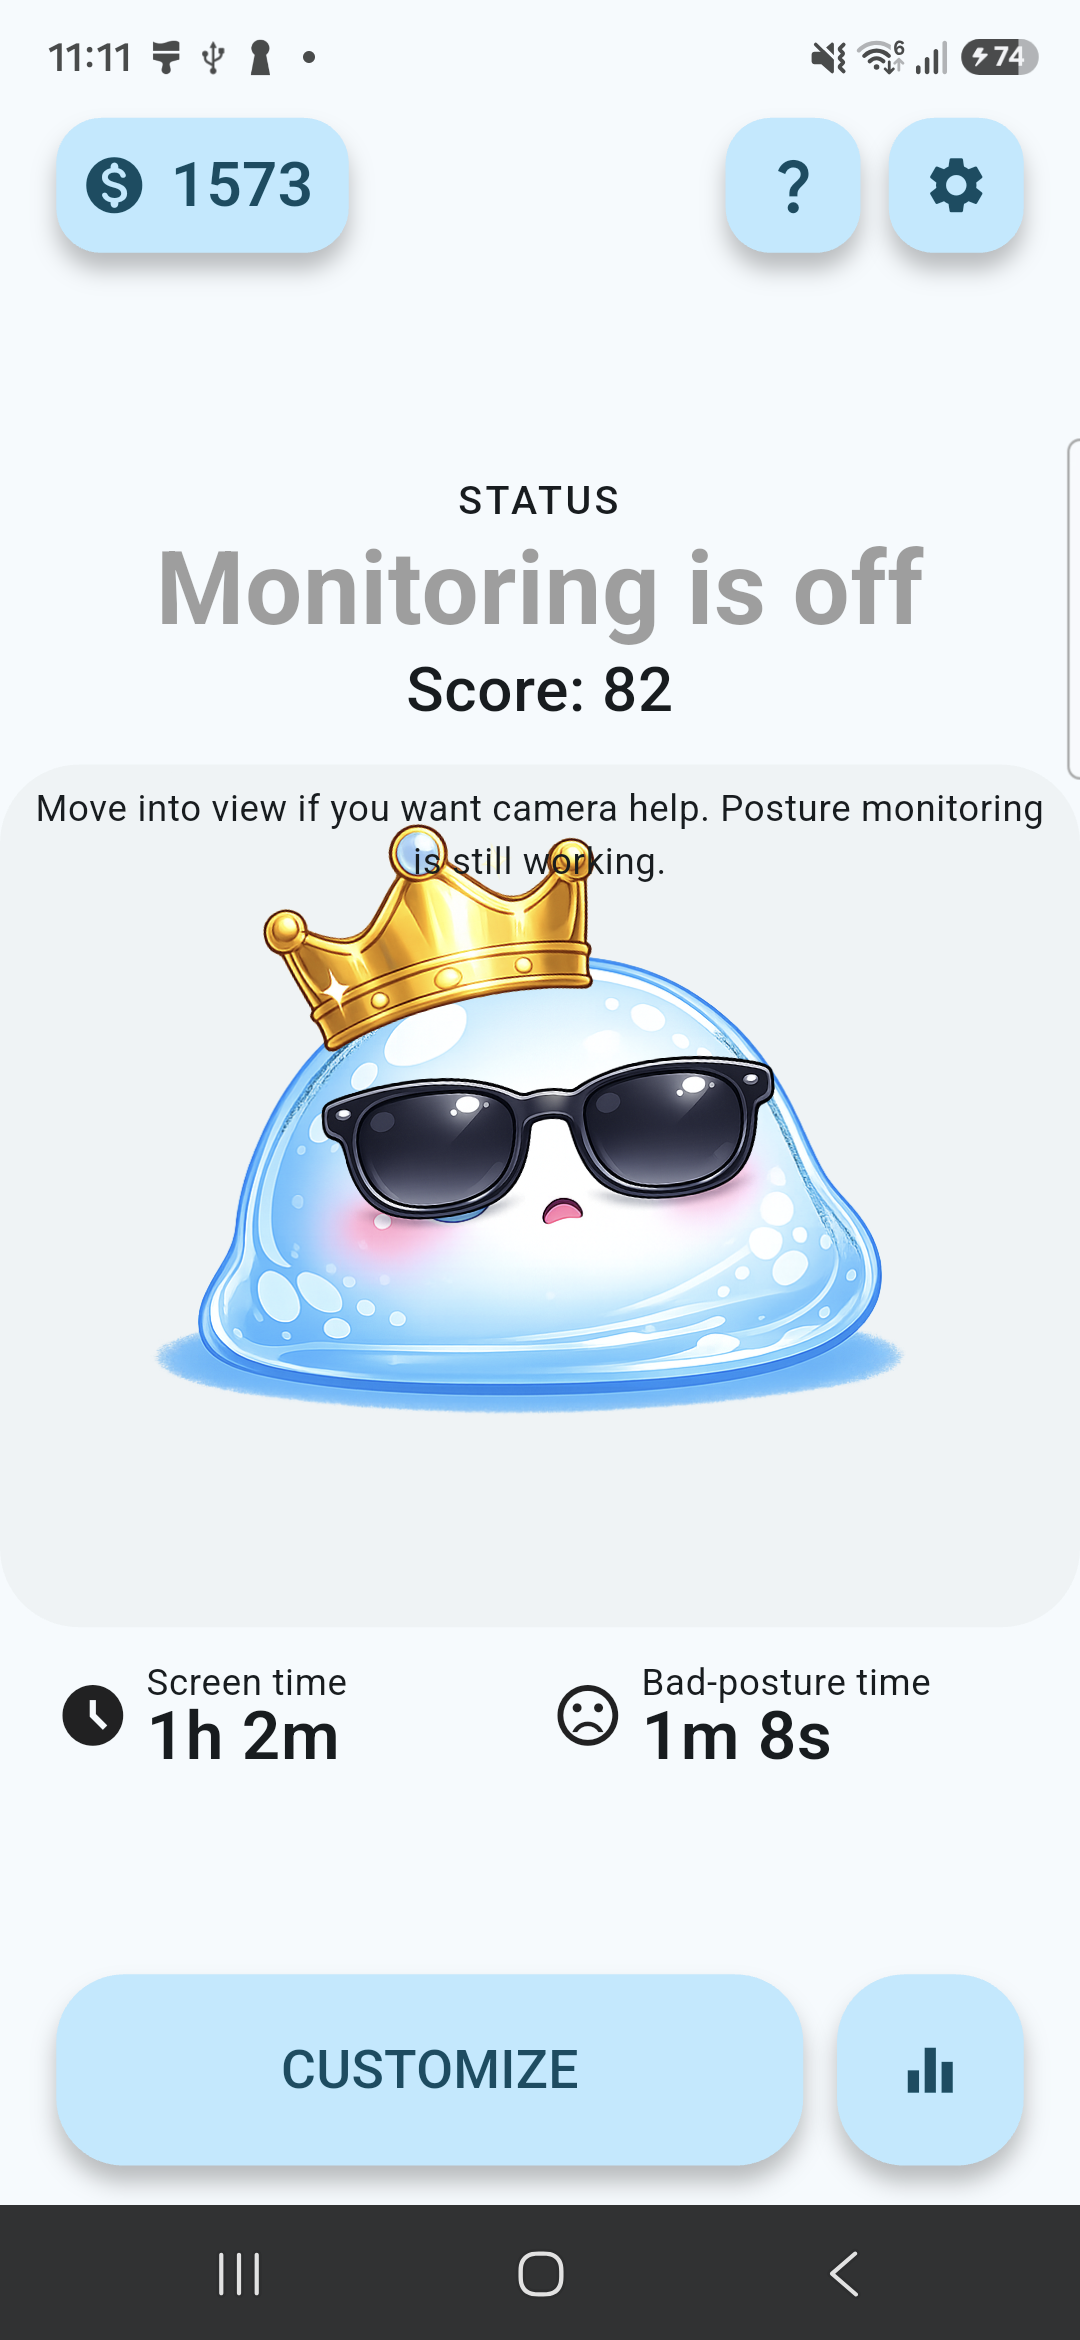 11:11
6
74
1573
?
STATUS
Monitoring is off
Score: 82
Move into view if you want camera help. Posture monitoring
is still working.
Screen time
1h 2m
Bad-posture time
1m 8s
CUSTOMIZE